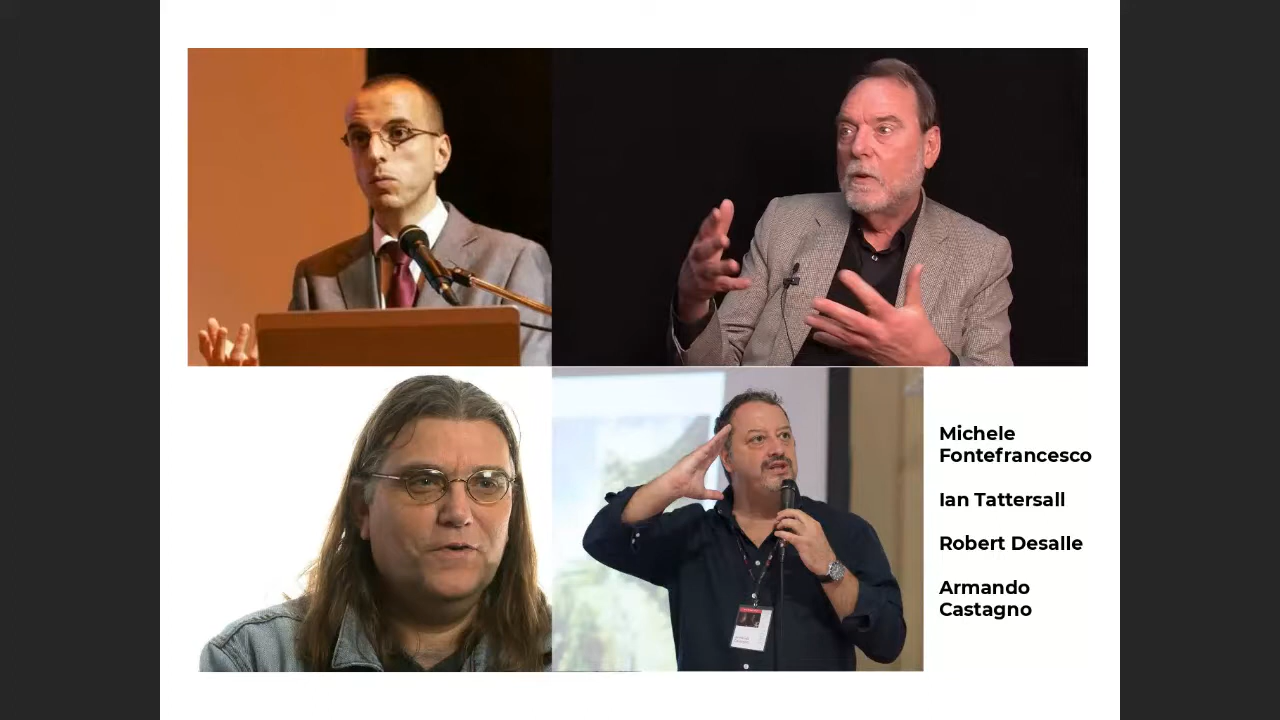 Michele
Fontefrancesco
Ian Tattersall
Robert Desalle
Armando
Castagno